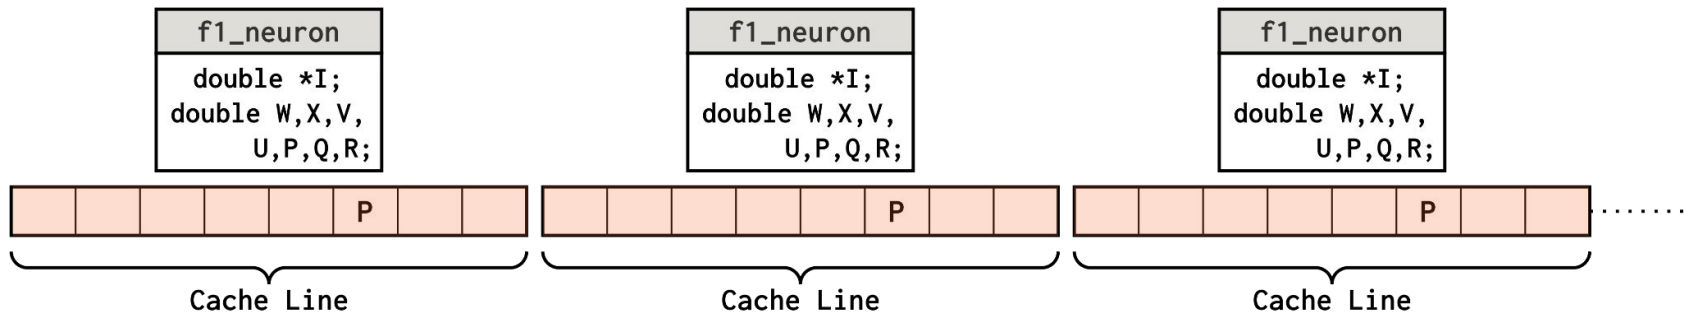 f1_neuron
double *I;
double W,X,V,
U,P,Q,R;
f1_neuron
double *I;
double W,X,V,
U,P,Q,R;
f1_neuron
double *I;
double W,X,V,
U,P,Q,R;
P
P
P
Cache Line
Cache Line
Cache Line